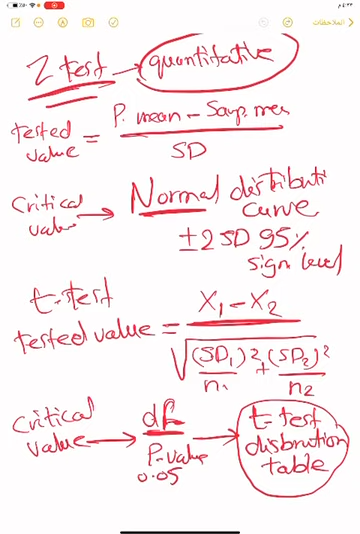 الملاحظات
Z test → quantitative
tested value = P. mean - Samp. mea
SD
Critical value → Normal distributi curve
±2 SD 95%
sign. level
t-test
tested value = X1 - X2
√ (SD1)2 + (SD2)2
n1 n2
Critical value → df → t-test
P-value disbrution
0.05 table